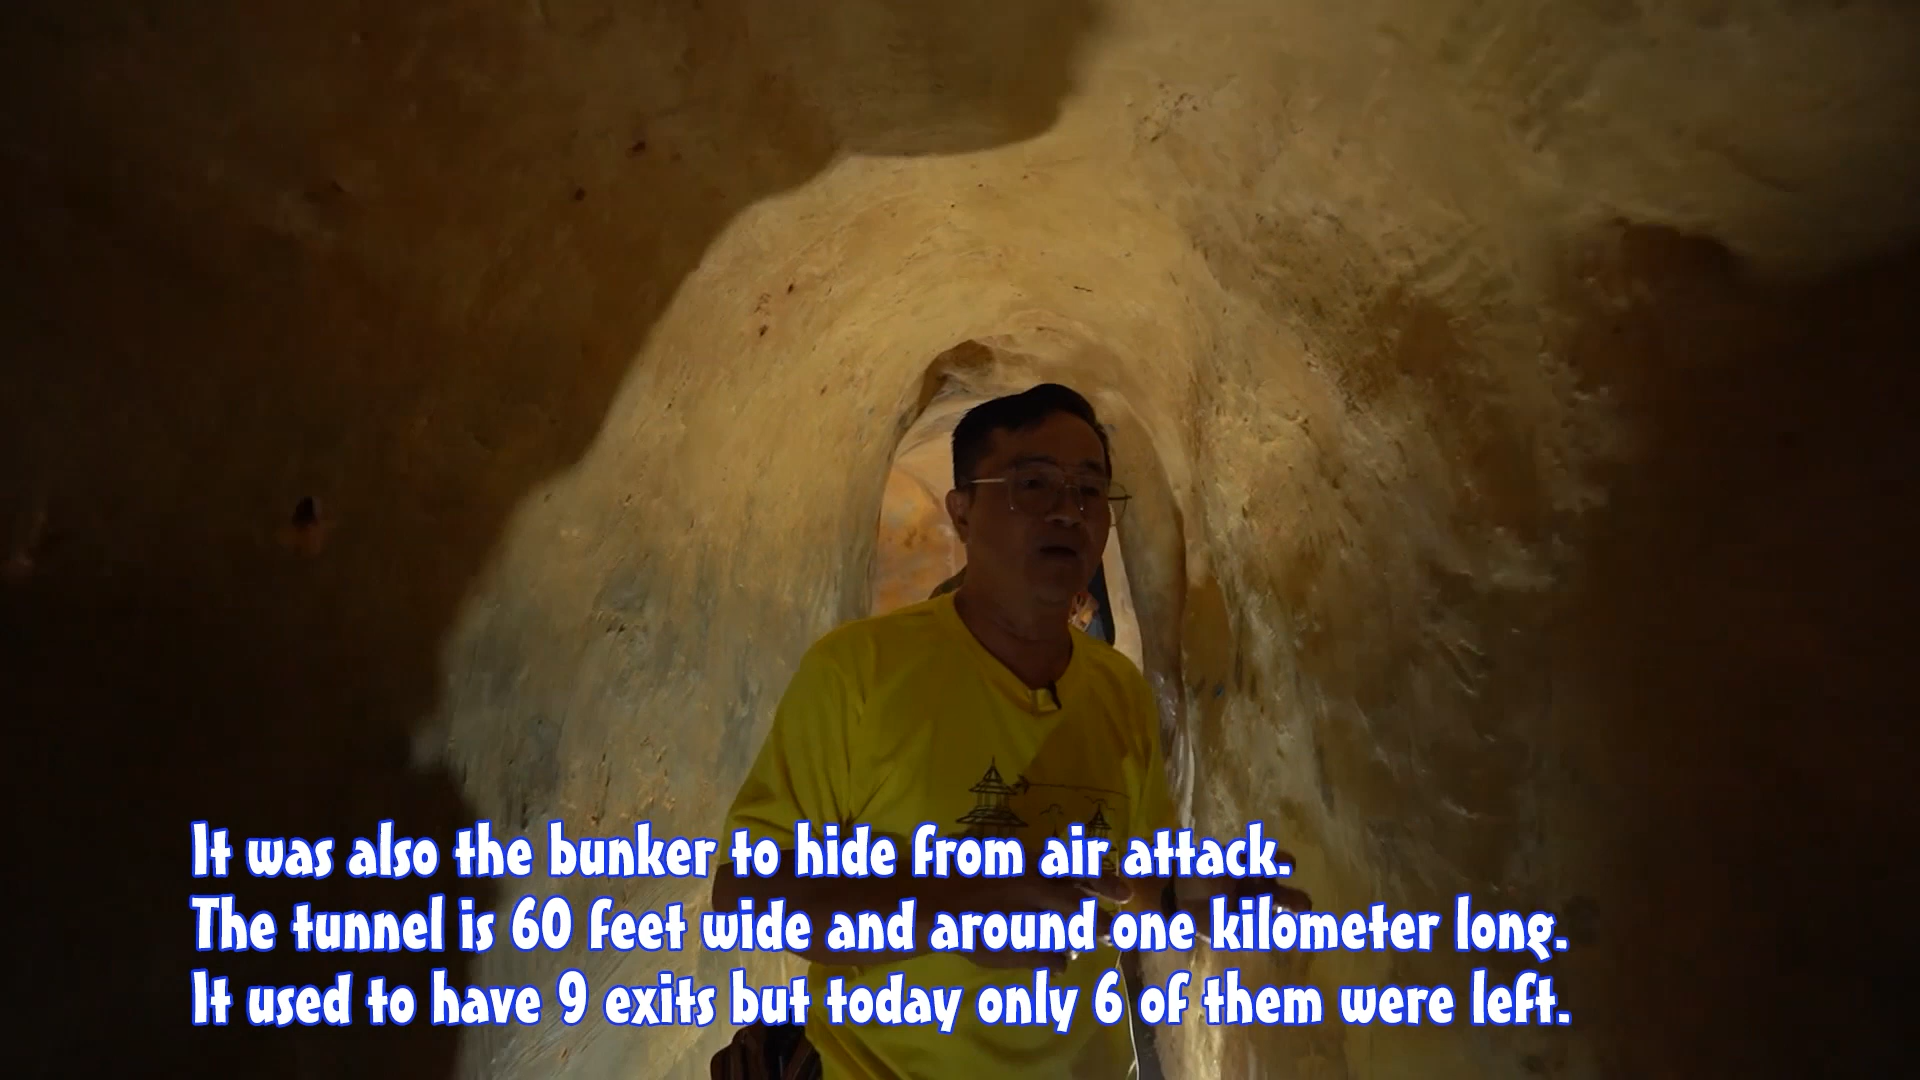 It was also the bunker to hide from air attack.
The tunnel is 60 feet wide and around one kilometer long.
It used to have 9 exits but today only 6 of them were left.